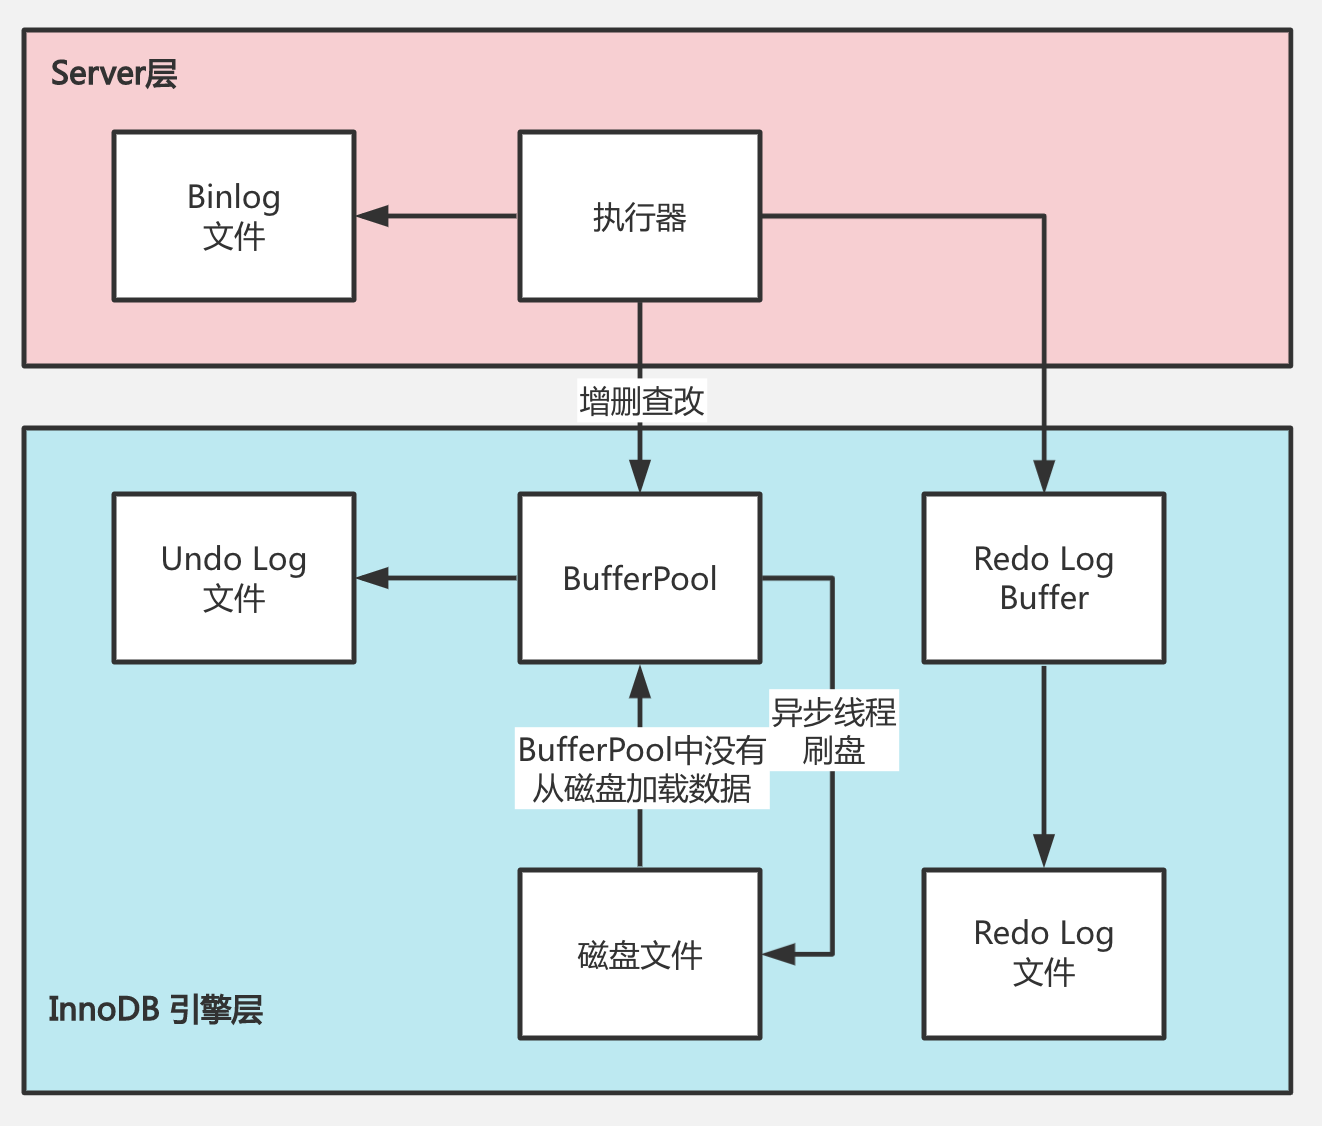 Server层
Binlog
文件
执行器
增删查改
Undo Log
文件
BufferPool
Redo Log
Buffer
异步线程
刷盘
BufferPool中没有
从磁盘加载数据
磁盘文件
Redo Log
文件
InnoDB 引擎层